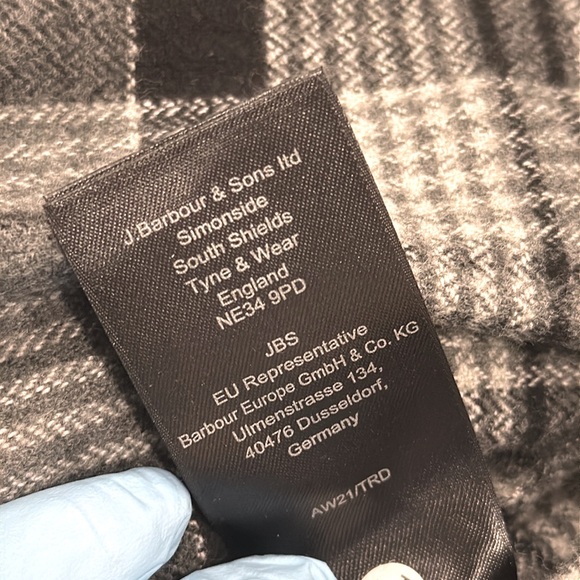 J.Barbour & Sons ltd
Simonside
South Shields
Tyne & Wear
England
NE34 9PD
JBS
EU Representative
Barbour Europe GmbH & Co. KG
Ulmenstrasse 134,
40476 Dusseldorf,
Germany
AW21/TRD